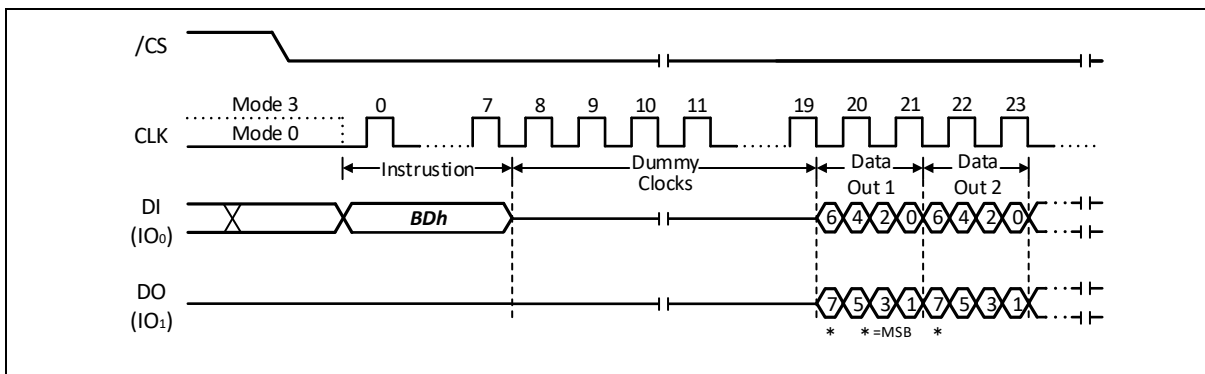 /CS
Mode 3
Mode 0
CLK
0 7 8 9 10 11 19 20 21 22 23
Instrustion
Dummy
Clocks
Data
Out 1
Data
Out 2
DI
(IO₀)
BDh
6 4 2 0 6 4 2 0
DO
(IO₁)
7 5 3 1 7 5 3 1
* * =MSB *